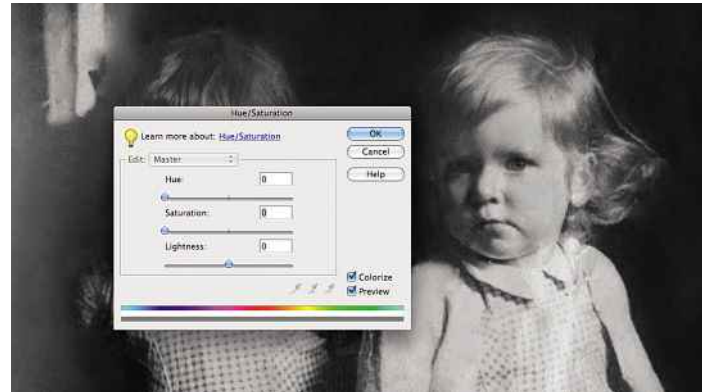 Hue/Saturation
Learn more about: Hue/Saturation
OK
Edit: Master
Cancel
Hue: 0
Help
Saturation: 0
Lightness: 0
Colorize
Preview